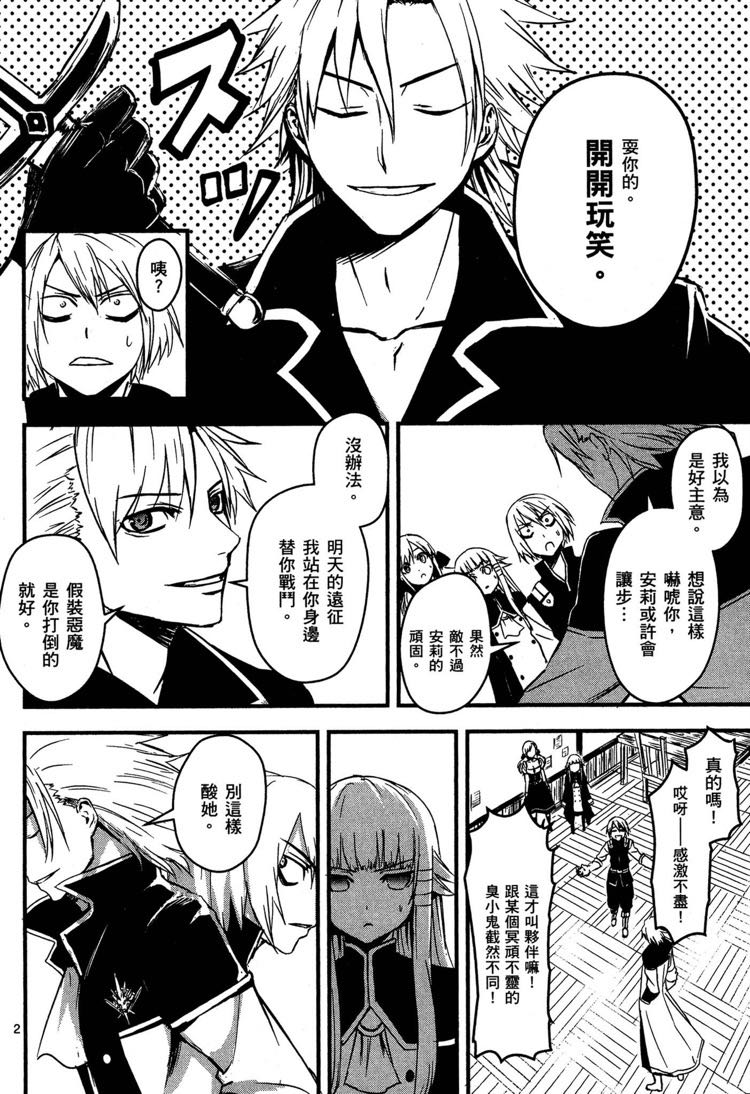 耍你的。
開開玩笑。
スッ
咦?
我以為
是好主意。
想說這樣
嚇唬你，
安莉或許會
讓步…
果然
敵不過
安莉的
頑固。
沒辦法。
明天的遠征
我站在你身邊
替你戰鬥。
假裝惡魔
是你打倒的
就好。
真的嗎！
哎呀──感激不盡！
這才叫夥伴嘛！
跟某個冥頑不靈的
臭小鬼截然不同！
別這樣
酸她。
2